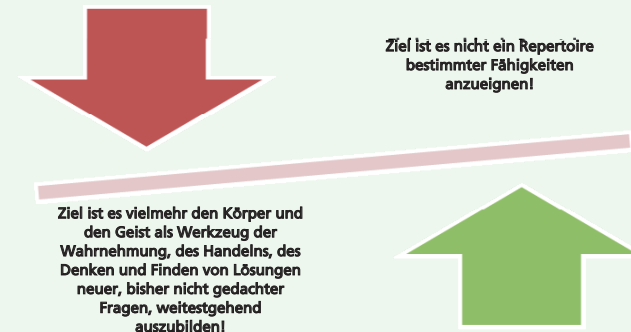 Ziel ist es nicht ein Repertoire
bestimmter Fähigkeiten
anzueignen!
Ziel ist es vielmehr den Körper und
den Geist als Werkzeug der
Wahrnehmung, des Handelns, des
Denken und Finden von Lösungen
neuer, bisher nicht gedachter
Fragen, weitestgehend
auszubilden!